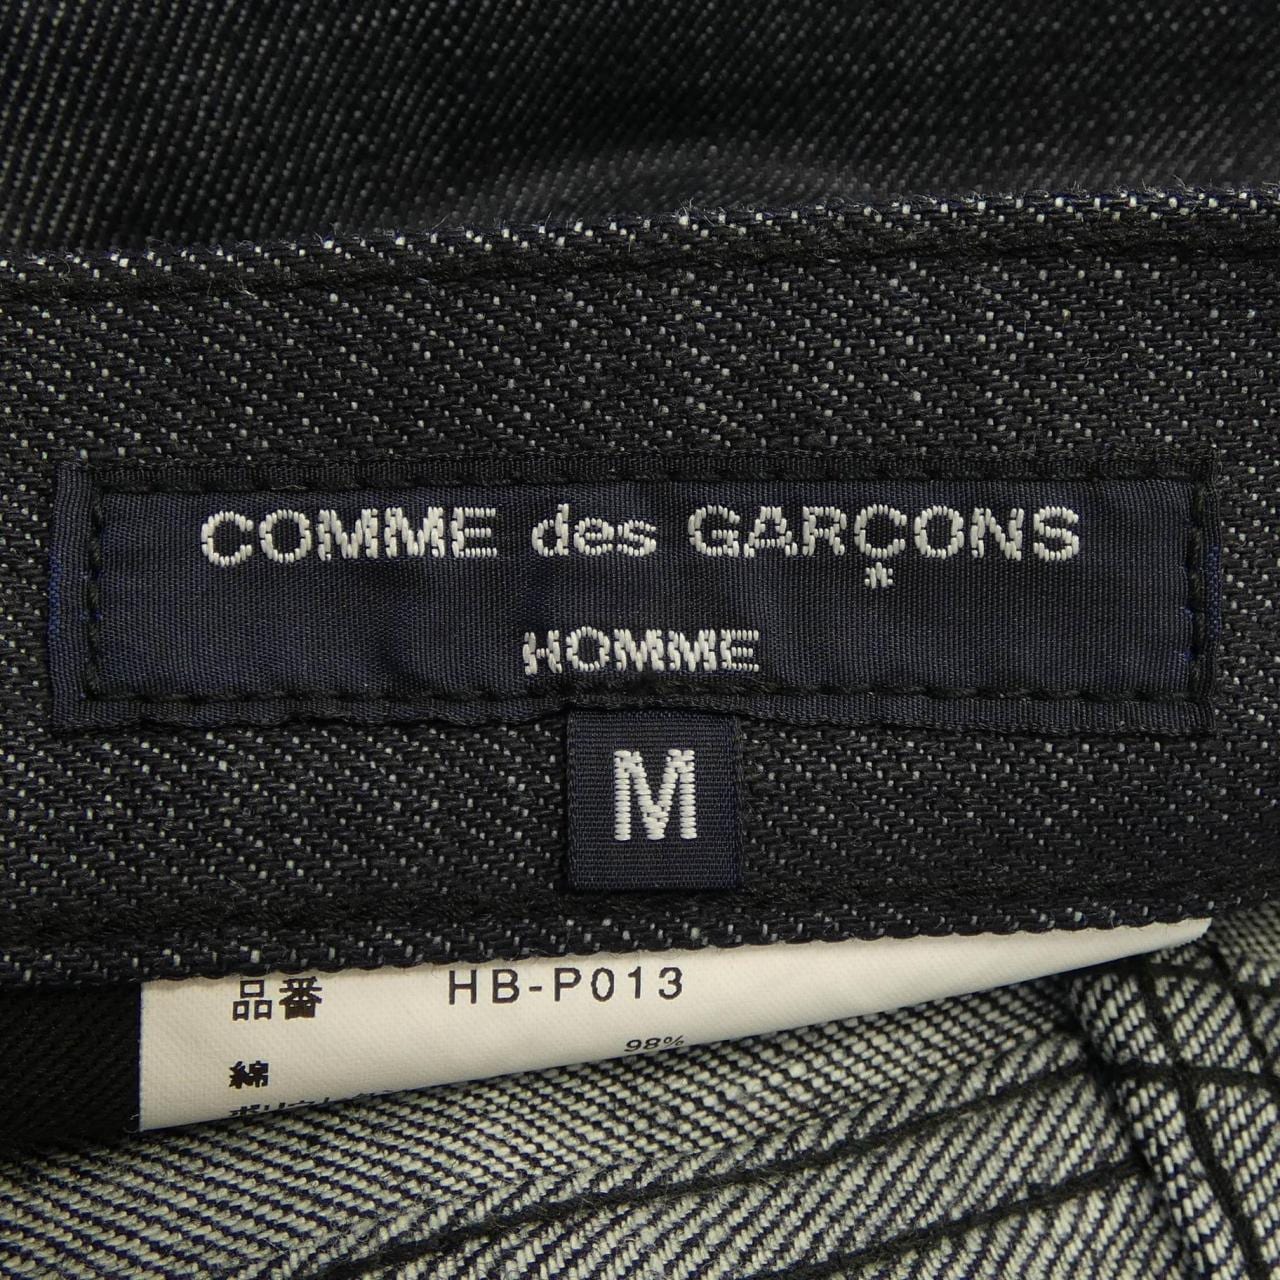 COMME des GARÇONS
HOMME
M
品番 HB-P013
綿 98%